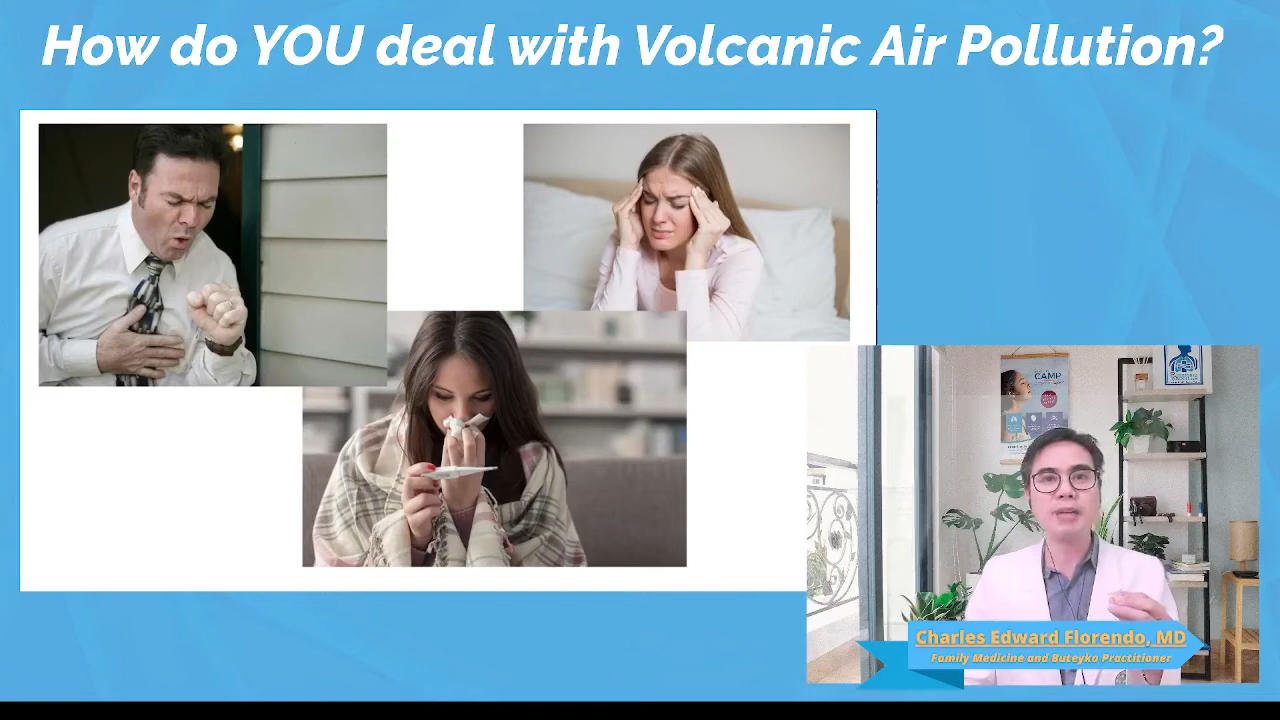 How do YOU deal with Volcanic Air Pollution?
CAMP
Charles Edward Florendo, MD
Family Medicine and Buteyko Practitioner